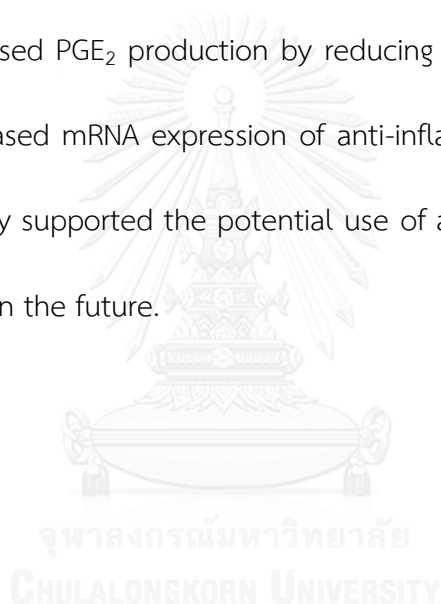 sed PGE₂ production by reducing
ased mRNA expression of anti-infla
y supported the potential use of a
n the future.
จุฬาลงกรณ์มหาวิทยาลัย
CHULALONGKORN UNIVERSITY